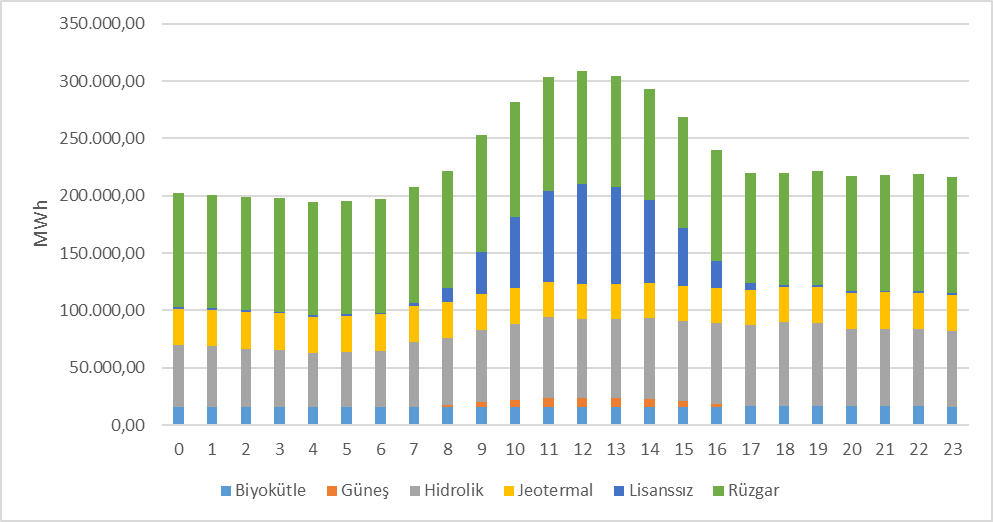 350.000,00
300.000,00
250.000,00
200.000,00
150.000,00
100.000,00
50.000,00
0,00
MWh
0 1 2 3 4 5 6 7 8 9 10 11 12 13 14 15 16 17 18 19 20 21 22 23
Biyokütle Güneş Hidrolik Jeotermal Lisanssız Rüzgar